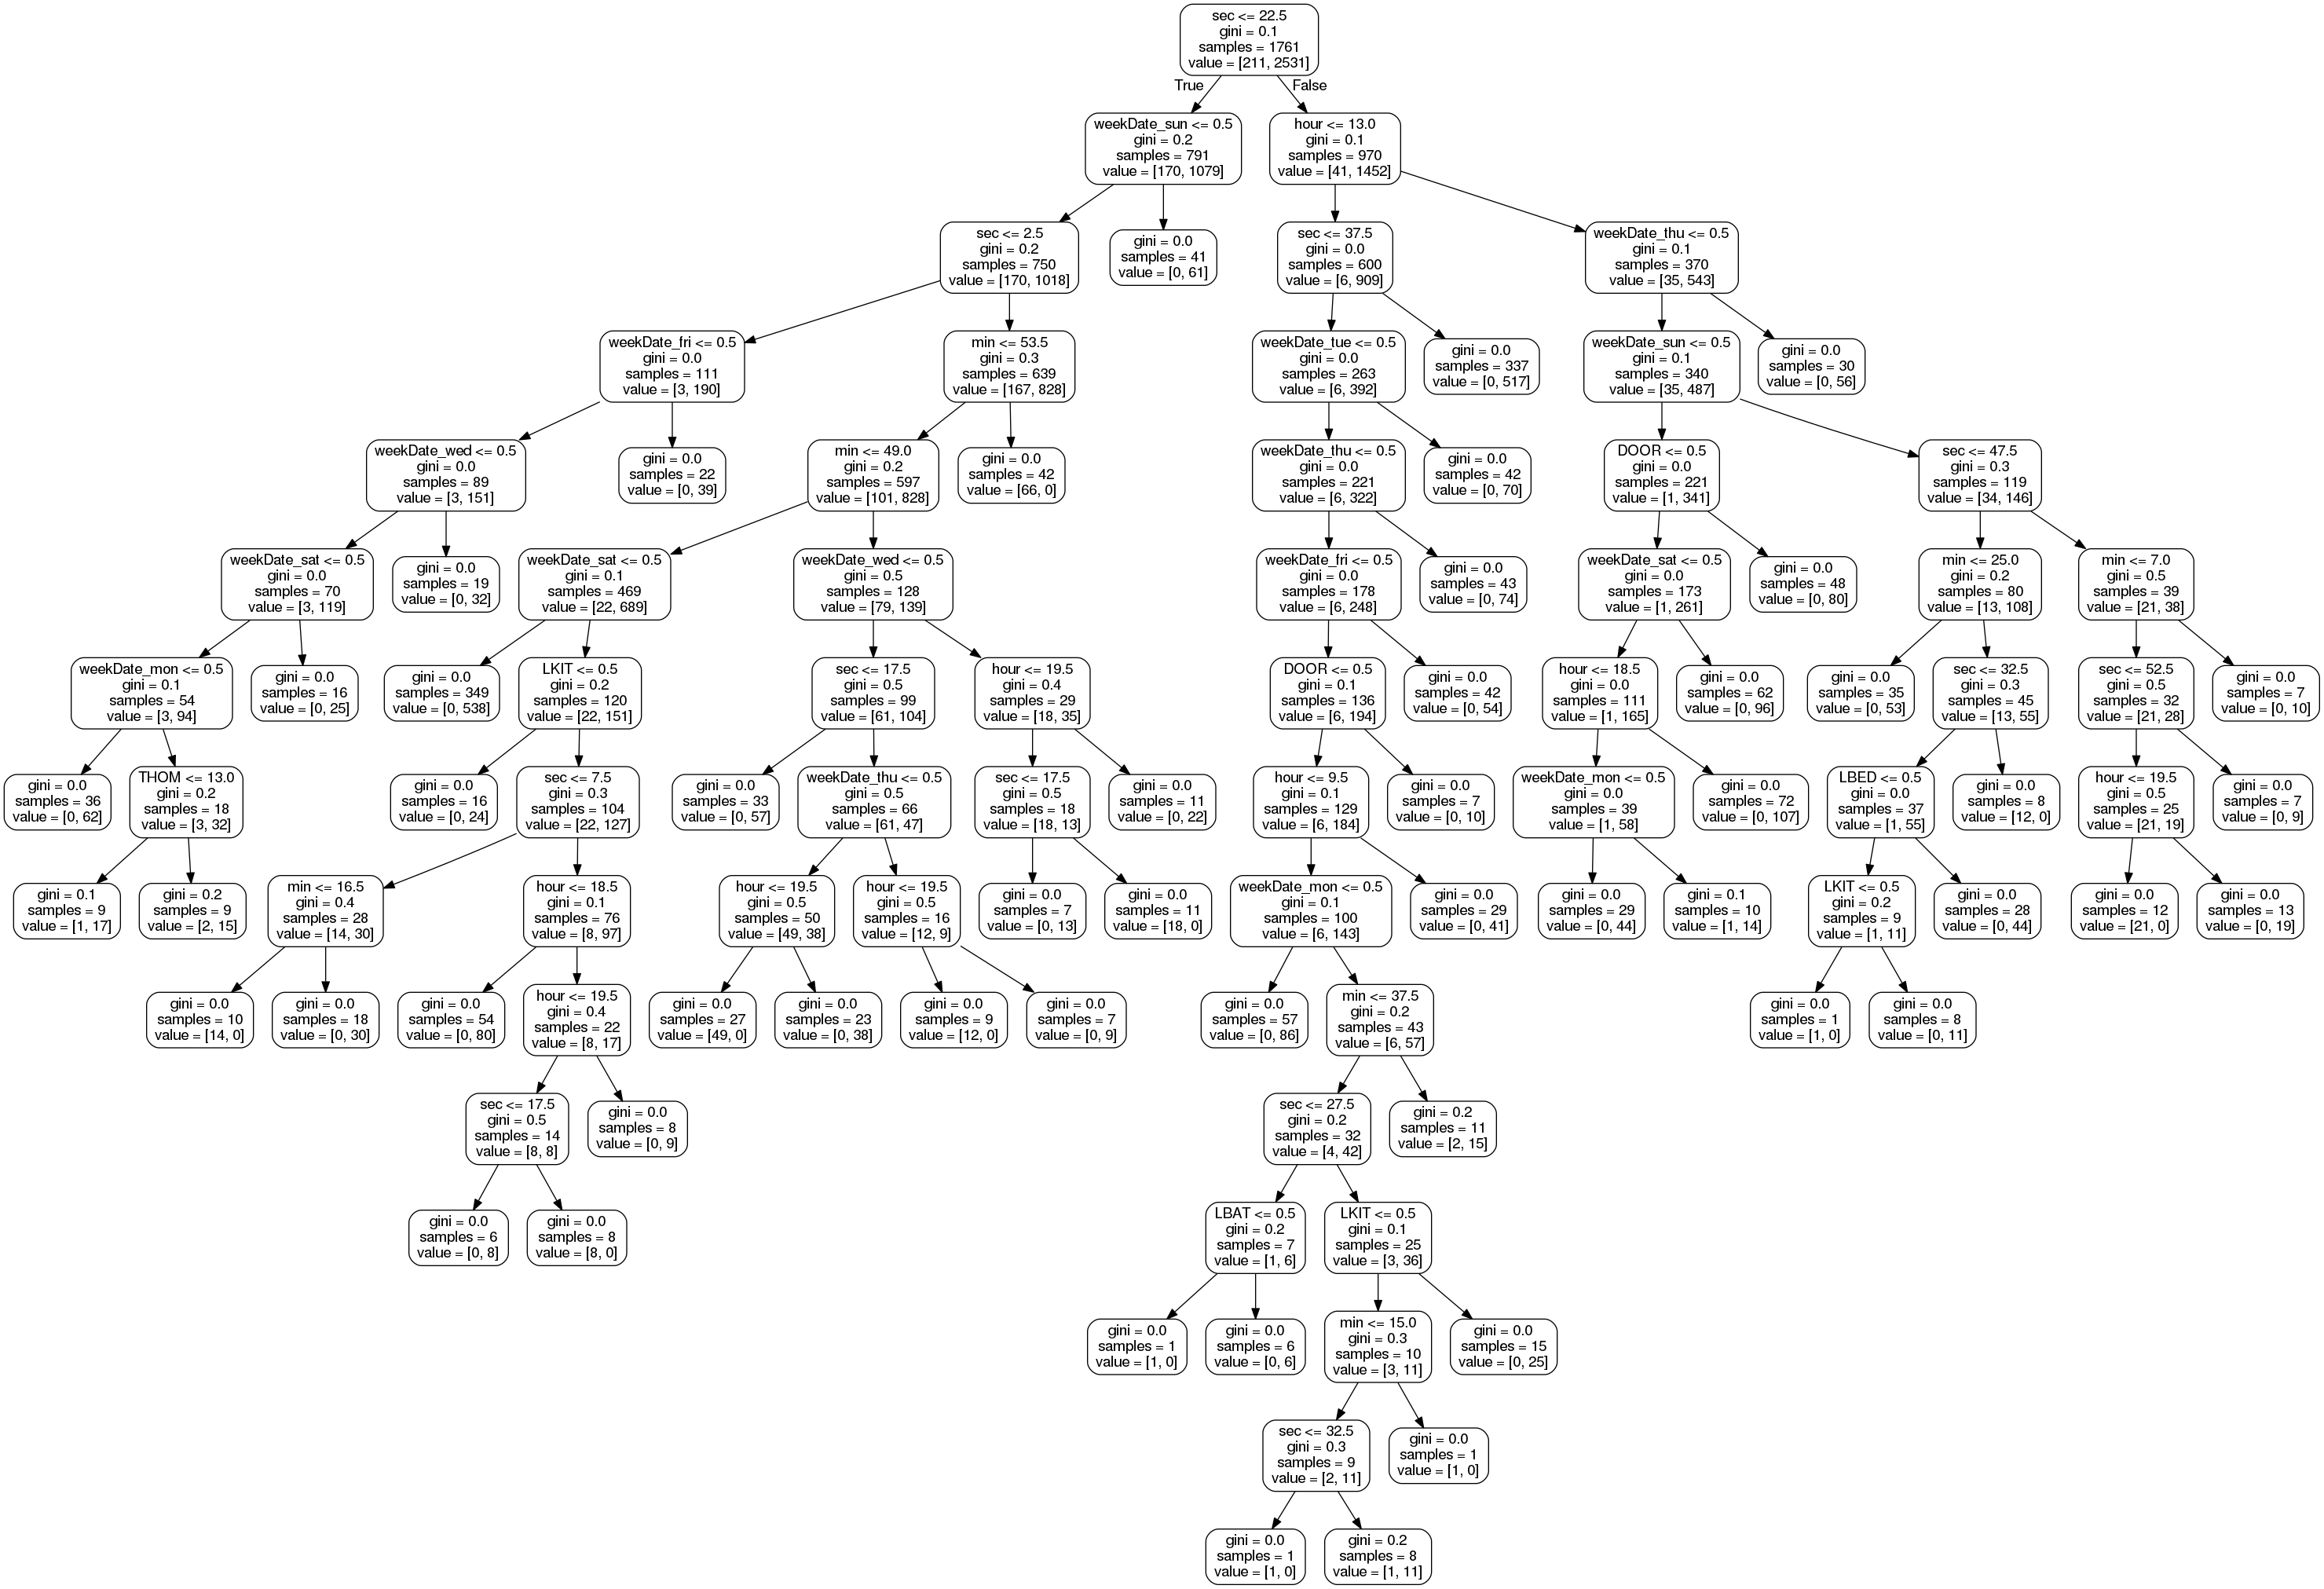 sec <= 22.5
gini = 0.1
samples = 1761
value = [211, 2531]
True
False
weekDate_sun <= 0.5
gini = 0.2
samples = 791
value = [170, 1079]
hour <= 13.0
gini = 0.1
samples = 970
value = [41, 1452]
sec <= 2.5
gini = 0.2
samples = 750
value = [170, 1018]
gini = 0.0
samples = 41
value = [0, 61]
sec <= 37.5
gini = 0.0
samples = 600
value = [6, 909]
weekDate_thu <= 0.5
gini = 0.1
samples = 370
value = [35, 543]
weekDate_fri <= 0.5
gini = 0.0
samples = 111
value = [3, 190]
min <= 53.5
gini = 0.3
samples = 639
value = [167, 828]
weekDate_tue <= 0.5
gini = 0.0
samples = 263
value = [6, 392]
gini = 0.0
samples = 337
value = [0, 517]
weekDate_sun <= 0.5
gini = 0.1
samples = 340
value = [35, 487]
gini = 0.0
samples = 30
value = [0, 56]
weekDate_wed <= 0.5
gini = 0.0
samples = 89
value = [3, 151]
gini = 0.0
samples = 22
value = [0, 39]
min <= 49.0
gini = 0.2
samples = 597
value = [101, 828]
gini = 0.0
samples = 42
value = [66, 0]
weekDate_thu <= 0.5
gini = 0.0
samples = 221
value = [6, 322]
gini = 0.0
samples = 42
value = [0, 70]
DOOR <= 0.5
gini = 0.0
samples = 221
value = [1, 341]
sec <= 47.5
gini = 0.3
samples = 119
value = [34, 146]
weekDate_sat <= 0.5
gini = 0.0
samples = 70
value = [3, 119]
gini = 0.0
samples = 19
value = [0, 32]
weekDate_sat <= 0.5
gini = 0.1
samples = 469
value = [22, 689]
weekDate_wed <= 0.5
gini = 0.5
samples = 128
value = [79, 139]
weekDate_fri <= 0.5
gini = 0.0
samples = 178
value = [6, 248]
gini = 0.0
samples = 43
value = [0, 74]
weekDate_sat <= 0.5
gini = 0.0
samples = 173
value = [1, 261]
gini = 0.0
samples = 48
value = [0, 80]
min <= 25.0
gini = 0.2
samples = 80
value = [13, 108]
min <= 7.0
gini = 0.5
samples = 39
value = [21, 38]
weekDate_mon <= 0.5
gini = 0.1
samples = 54
value = [3, 94]
gini = 0.0
samples = 16
value = [0, 25]
gini = 0.0
samples = 349
value = [0, 538]
LKIT <= 0.5
gini = 0.2
samples = 120
value = [22, 151]
sec <= 17.5
gini = 0.5
samples = 99
value = [61, 104]
hour <= 19.5
gini = 0.4
samples = 29
value = [18, 35]
DOOR <= 0.5
gini = 0.1
samples = 136
value = [6, 194]
gini = 0.0
samples = 42
value = [0, 54]
hour <= 18.5
gini = 0.0
samples = 111
value = [1, 165]
gini = 0.0
samples = 62
value = [0, 96]
gini = 0.0
samples = 35
value = [0, 53]
sec <= 32.5
gini = 0.3
samples = 45
value = [13, 55]
sec <= 52.5
gini = 0.5
samples = 32
value = [21, 28]
gini = 0.0
samples = 7
value = [0, 10]
gini = 0.0
samples = 36
value = [0, 62]
THOM <= 13.0
gini = 0.2
samples = 18
value = [3, 32]
gini = 0.0
samples = 16
value = [0, 24]
sec <= 7.5
gini = 0.3
samples = 104
value = [22, 127]
gini = 0.0
samples = 33
value = [0, 57]
weekDate_thu <= 0.5
gini = 0.5
samples = 66
value = [61, 47]
sec <= 17.5
gini = 0.5
samples = 18
value = [18, 13]
gini = 0.0
samples = 11
value = [0, 22]
hour <= 9.5
gini = 0.1
samples = 129
value = [6, 184]
gini = 0.0
samples = 7
value = [0, 10]
weekDate_mon <= 0.5
gini = 0.0
samples = 39
value = [1, 58]
gini = 0.0
samples = 72
value = [0, 107]
LBED <= 0.5
gini = 0.0
samples = 37
value = [1, 55]
gini = 0.0
samples = 8
value = [12, 0]
hour <= 19.5
gini = 0.5
samples = 25
value = [21, 19]
gini = 0.0
samples = 7
value = [0, 9]
gini = 0.1
samples = 9
value = [1, 17]
gini = 0.2
samples = 9
value = [2, 15]
min <= 16.5
gini = 0.4
samples = 28
value = [14, 30]
hour <= 18.5
gini = 0.1
samples = 76
value = [8, 97]
hour <= 19.5
gini = 0.5
samples = 50
value = [49, 38]
hour <= 19.5
gini = 0.5
samples = 16
value = [12, 9]
gini = 0.0
samples = 7
value = [0, 13]
gini = 0.0
samples = 11
value = [18, 0]
weekDate_mon <= 0.5
gini = 0.1
samples = 100
value = [6, 143]
gini = 0.0
samples = 29
value = [0, 41]
gini = 0.0
samples = 29
value = [0, 44]
gini = 0.1
samples = 10
value = [1, 14]
LKIT <= 0.5
gini = 0.2
samples = 9
value = [1, 11]
gini = 0.0
samples = 28
value = [0, 44]
gini = 0.0
samples = 12
value = [21, 0]
gini = 0.0
samples = 13
value = [0, 19]
gini = 0.0
samples = 10
value = [14, 0]
gini = 0.0
samples = 18
value = [0, 30]
gini = 0.0
samples = 54
value = [0, 80]
hour <= 19.5
gini = 0.4
samples = 22
value = [8, 17]
gini = 0.0
samples = 27
value = [49, 0]
gini = 0.0
samples = 23
value = [0, 38]
gini = 0.0
samples = 9
value = [12, 0]
gini = 0.0
samples = 7
value = [0, 9]
gini = 0.0
samples = 57
value = [0, 86]
min <= 37.5
gini = 0.2
samples = 43
value = [6, 57]
gini = 0.0
samples = 1
value = [1, 0]
gini = 0.0
samples = 8
value = [0, 11]
sec <= 17.5
gini = 0.5
samples = 14
value = [8, 8]
gini = 0.0
samples = 8
value = [0, 9]
sec <= 27.5
gini = 0.2
samples = 32
value = [4, 42]
gini = 0.2
samples = 11
value = [2, 15]
gini = 0.0
samples = 6
value = [0, 8]
gini = 0.0
samples = 8
value = [8, 0]
LBAT <= 0.5
gini = 0.2
samples = 7
value = [1, 6]
LKIT <= 0.5
gini = 0.1
samples = 25
value = [3, 36]
gini = 0.0
samples = 1
value = [1, 0]
gini = 0.0
samples = 6
value = [0, 6]
min <= 15.0
gini = 0.3
samples = 10
value = [3, 11]
gini = 0.0
samples = 15
value = [0, 25]
sec <= 32.5
gini = 0.3
samples = 9
value = [2, 11]
gini = 0.0
samples = 1
value = [1, 0]
gini = 0.0
samples = 1
value = [1, 0]
gini = 0.2
samples = 8
value = [1, 11]